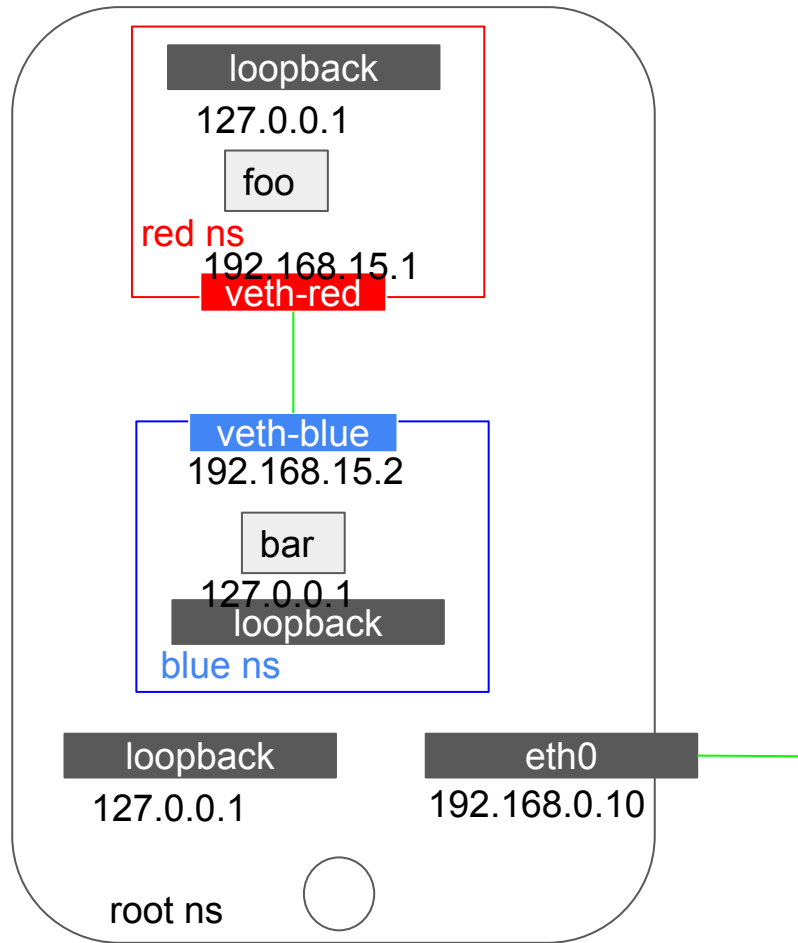 loopback
127.0.0.1
foo
red ns
192.168.15.1
veth-red
veth-blue
192.168.15.2
bar
127.0.0.1
loopback
blue ns
loopback
eth0
127.0.0.1
192.168.0.10
root ns